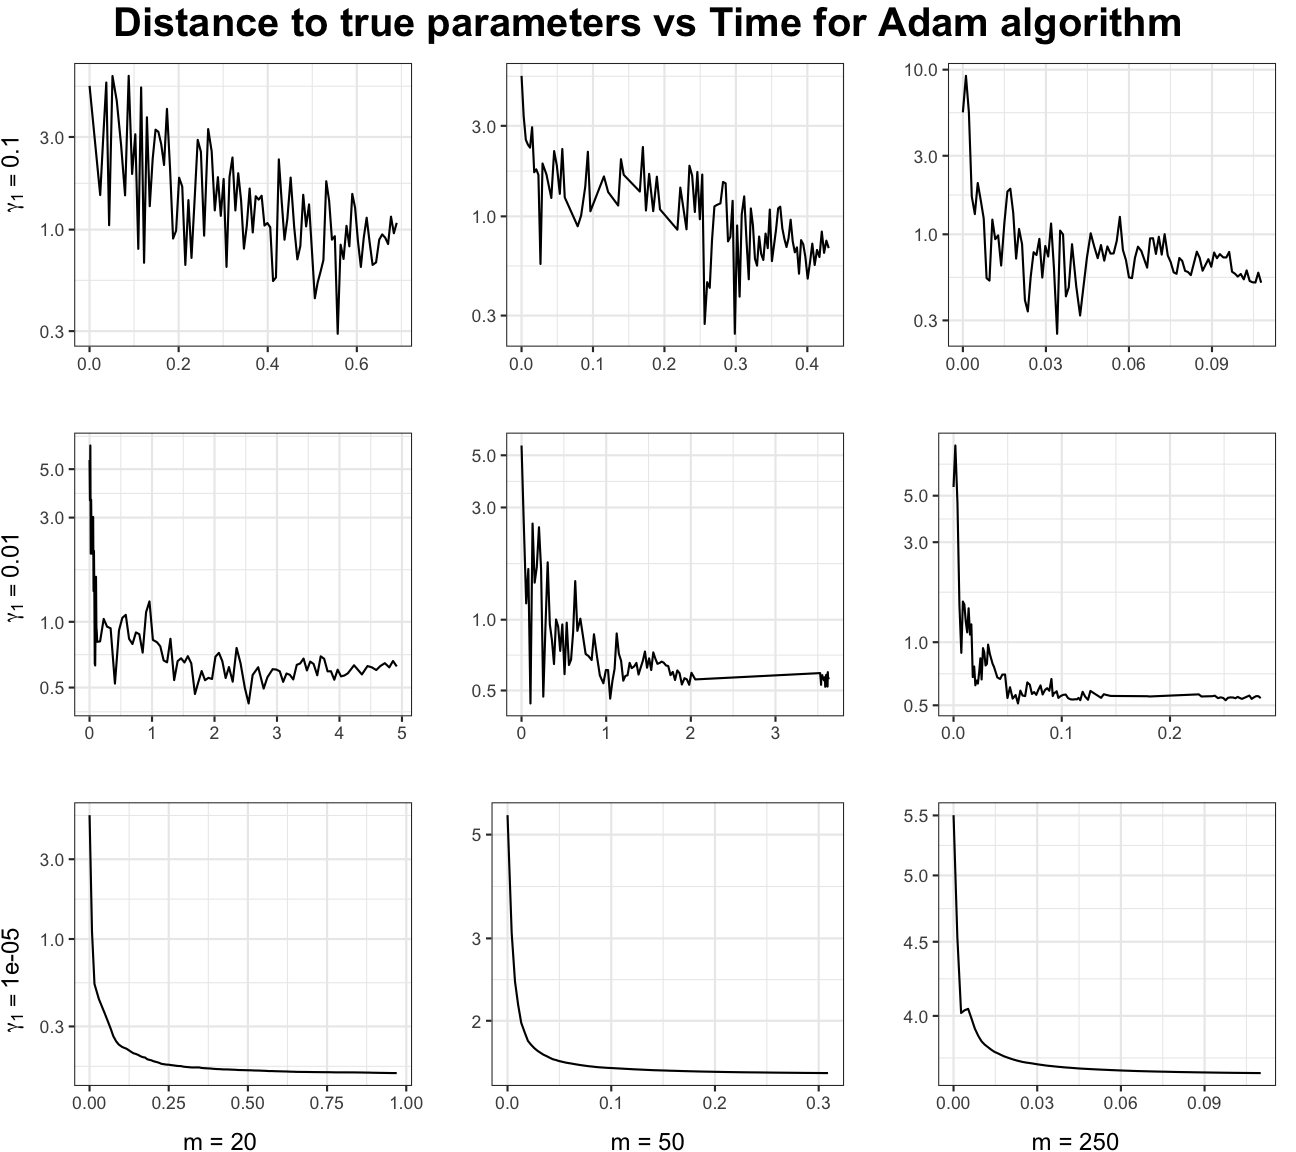 Distance to true parameters vs Time for Adam algorithm
γ1 = 0.1
3.0
1.0
0.3
0.0 0.2 0.4 0.6
3.0
1.0
0.3
0.0 0.1 0.2 0.3 0.4
10.0
3.0
1.0
0.3
0.00 0.03 0.06 0.09
γ1 = 0.01
5.0
3.0
1.0
0.5
0 1 2 3 4 5
5.0
3.0
1.0
0.5
0 1 2 3
5.0
3.0
1.0
0.5
0.0 0.1 0.2
γ1 = 1e-05
3.0
1.0
0.3
0.00 0.25 0.50 0.75 1.00
5
3
2
0.0 0.1 0.2 0.3
5.5
5.0
4.5
4.0
0.00 0.03 0.06 0.09
m = 20 m = 50 m = 250